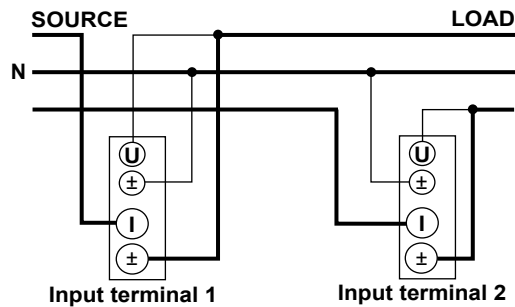 SOURCE LOAD
N
U U
± ±
I I
± ±
Input terminal 1 Input terminal 2